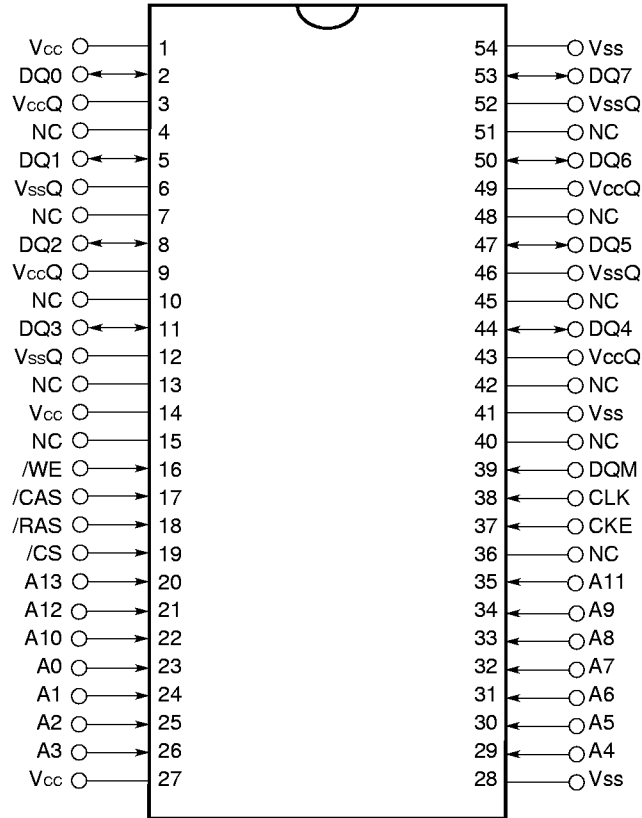 Vcc 1 54 Vss
DQ0 2 53 DQ7
VccQ 3 52 VssQ
NC 4 51 NC
DQ1 5 50 DQ6
VssQ 6 49 VccQ
NC 7 48 NC
DQ2 8 47 DQ5
VccQ 9 46 VssQ
NC 10 45 NC
DQ3 11 44 DQ4
VssQ 12 43 VccQ
NC 13 42 NC
Vcc 14 41 Vss
NC 15 40 NC
/WE 16 39 DQM
/CAS 17 38 CLK
/RAS 18 37 CKE
/CS 19 36 NC
A13 20 35 A11
A12 21 34 A9
A10 22 33 A8
A0 23 32 A7
A1 24 31 A6
A2 25 30 A5
A3 26 29 A4
Vcc 27 28 Vss